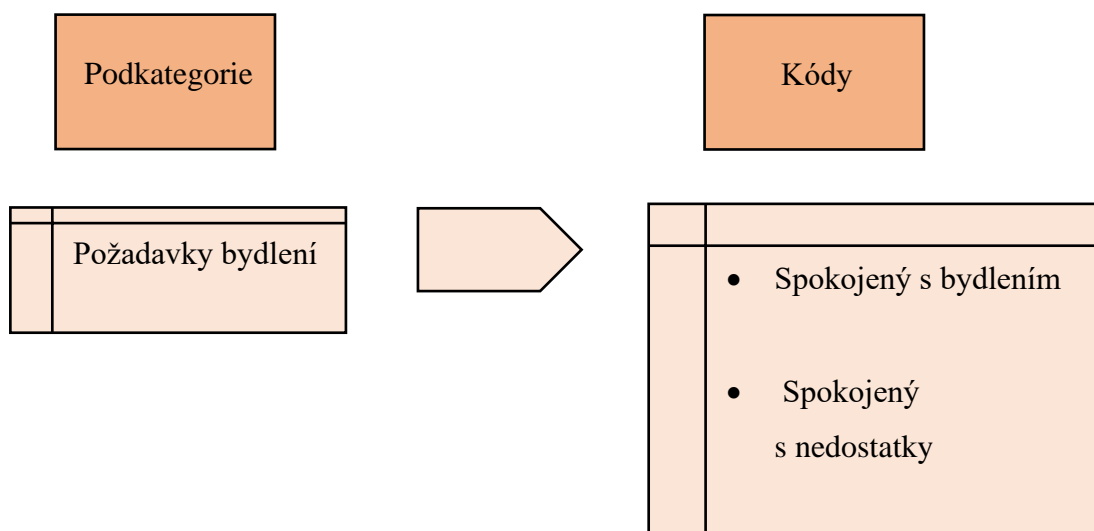 Podkategorie
Kódy
Požadavky bydlení
• Spokojený s bydlením
• Spokojený
s nedostatky